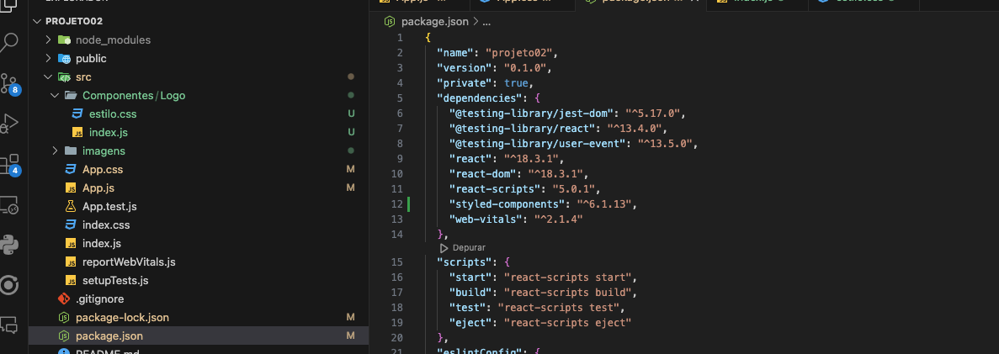 PROJETO02
node_modules
public
src
Componentes / Logo
estilo.css U
index.js U
imagens
App.css M
App.js M
App.test.js
index.css
index.js
reportWebVitals.js
setupTests.js
.gitignore
package-lock.json M
package.json M
README.md
8
4
package.json > ...
1 {
2 "name": "projeto02",
3 "version": "0.1.0",
4 "private": true,
5 "dependencies": {
6 "@testing-library/jest-dom": "^5.17.0",
7 "@testing-library/react": "^13.4.0",
8 "@testing-library/user-event": "^13.5.0",
9 "react": "^18.3.1",
10 "react-dom": "^18.3.1",
11 "react-scripts": "5.0.1",
12 "styled-components": "^6.1.13",
13 "web-vitals": "^2.1.4"
14 },
Depurar
15 "scripts": {
16 "start": "react-scripts start",
17 "build": "react-scripts build",
18 "test": "react-scripts test",
19 "eject": "react-scripts eject"
20 },
21 "eslintConfig": {